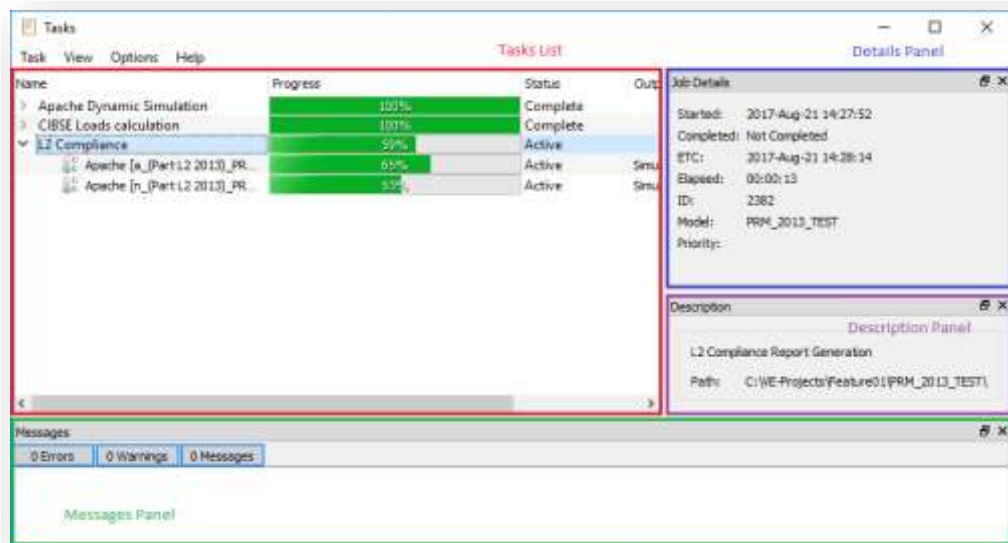 Tasks
Task View Options Help
Tasks List
Details Panel
Name Progress Status Outp
Apache Dynamic Simulation 100% Complete
CIBSE Loads calculation 100% Complete
L2 Compliance 59% Active
Apache [a_(Part L2 2013)_PR... 65% Active Simu
Apache [n_(Part L2 2013)_PR... 53% Active Simu
Job Details
Started: 2017-Aug-21 14:27:52
Completed: Not Completed
ETC: 2017-Aug-21 14:28:14
Elapsed: 00:00:13
ID: 2382
Model: PRM_2013_TEST
Priority:
Description
Description Panel
L2 Compliance Report Generation
Path: C:\VE-Projects\Feature01\PRM_2013_TEST\
Messages
0 Errors 0 Warnings 0 Messages
Messages Panel